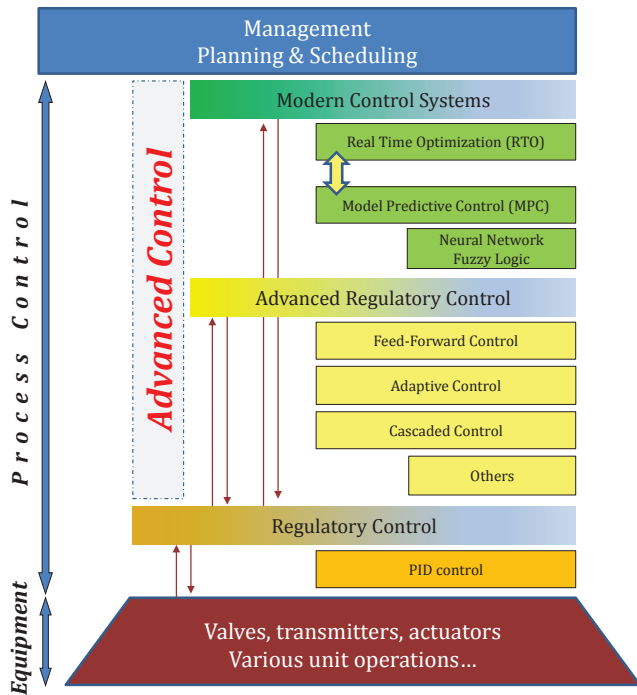 Management
Planning & Scheduling
Process Control
Advanced Control
Modern Control Systems
Real Time Optimization (RTO)
Model Predictive Control (MPC)
Neural Network
Fuzzy Logic
Advanced Regulatory Control
Feed-Forward Control
Adaptive Control
Cascaded Control
Others
Regulatory Control
PID control
Equipment
Valves, transmitters, actuators
Various unit operations...